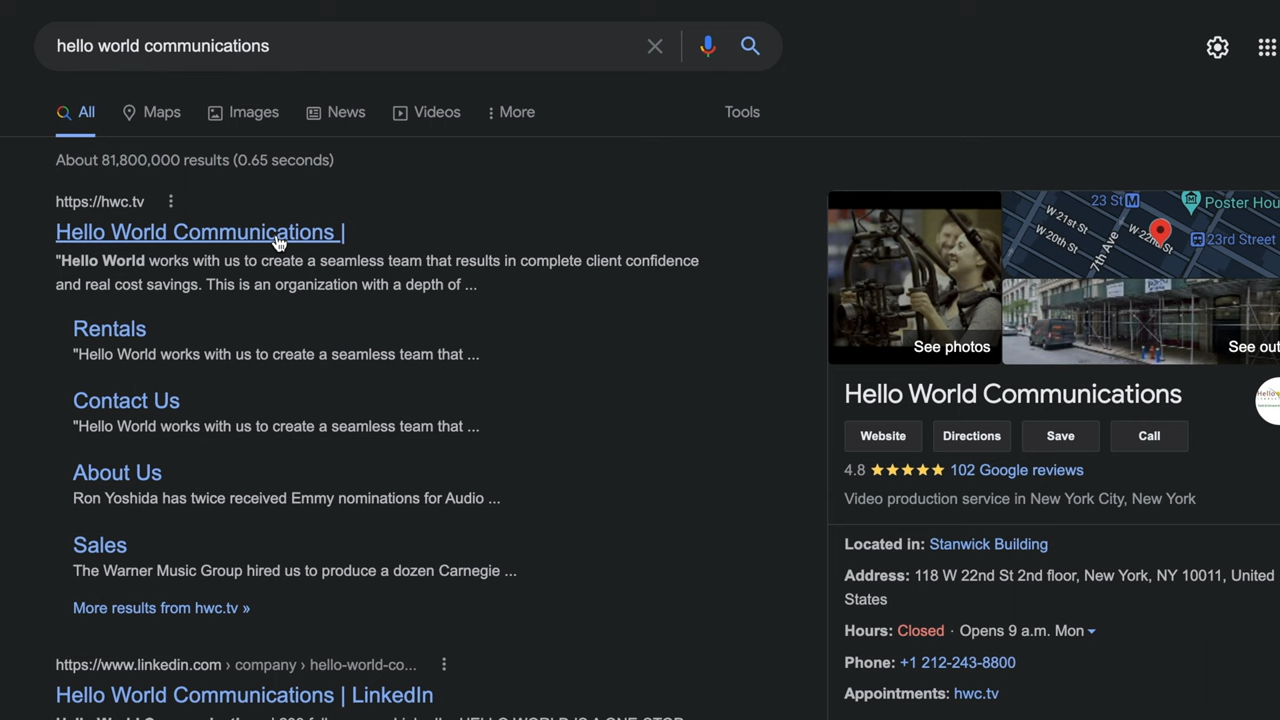 hello world communications
All
Maps
Images
News
Videos
More
Tools
About 81,800,000 results (0.65 seconds)
https://hwc.tv
Hello World Communications |
"Hello World works with us to create a seamless team that results in complete client confidence
and real cost savings. This is an organization with a depth of ...
Rentals
"Hello World works with us to create a seamless team that ...
Contact Us
"Hello World works with us to create a seamless team that ...
About Us
Ron Yoshida has twice received Emmy nominations for Audio ...
Sales
The Warner Music Group hired us to produce a dozen Carnegie ...
More results from hwc.tv »
https://www.linkedin.com › company › hello-world-co...
Hello World Communications | LinkedIn
23 St M
Poster Hou
W 21st St
W 20th St
7th Ave
W 22nd St
23rd Street
See photos
See out
Hello World Communications
Website
Directions
Save
Call
4.8 102 Google reviews
Video production service in New York City, New York
Located in: Stanwick Building
Address: 118 W 22nd St 2nd floor, New York, NY 10011, United
States
Hours: Closed · Opens 9 a.m. Mon
Phone: +1 212-243-8800
Appointments: hwc.tv